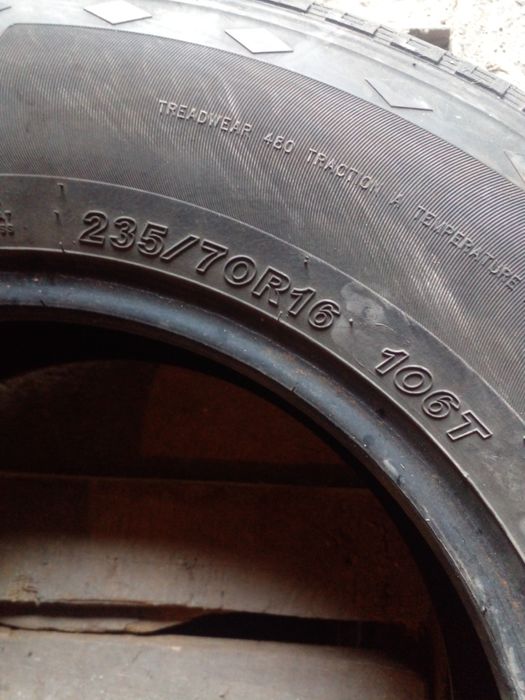 TREADWEAR 480 TRACTION A TEMPERATURE
235/70R16 106T